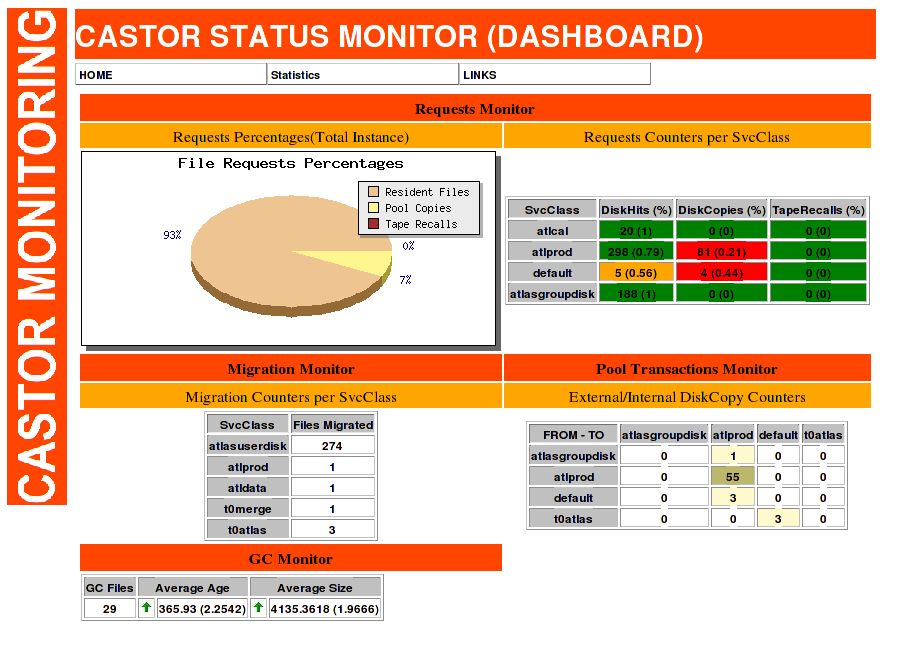 CASTOR MONITORING
CASTOR STATUS MONITOR (DASHBOARD)
HOME Statistics LINKS
Requests Monitor
Requests Percentages(Total Instance) Requests Counters per SvcClass
File Requests Percentages
Resident Files
Pool Copies
Tape Recalls
93%
0%
7%
SvcClass DiskHits (%) DiskCopies (%) TapeRecalls (%)
atlcal 20 (1) 0 (0) 0 (0)
atlprod 298 (0.79) 81 (0.21) 0 (0)
default 5 (0.56) 4 (0.44) 0 (0)
atlasgroupdisk 188 (1) 0 (0) 0 (0)
Migration Monitor Pool Transactions Monitor
Migration Counters per SvcClass External/Internal DiskCopy Counters
SvcClass Files Migrated
atlasuserdisk 274
atlprod 1
atldata 1
t0merge 1
t0atlas 3
FROM - TO atlasgroupdisk atlprod default t0atlas
atlasgroupdisk 0 1 0 0
atlprod 0 55 0 0
default 0 3 0 0
t0atlas 0 0 3 0
GC Monitor
GC Files Average Age Average Size
29 365.93 (2.2542) 4135.3618 (1.9666)